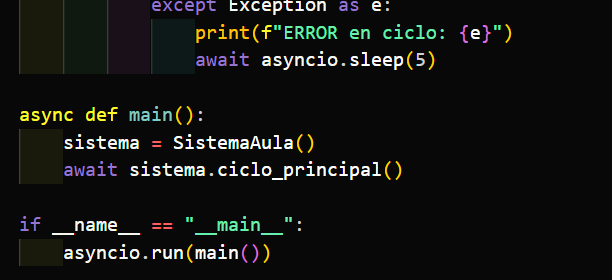 except Exception as e:
print(f"ERROR en ciclo: {e}")
await asyncio.sleep(5)
async def main():
sistema = SistemaAula()
await sistema.ciclo_principal()
if __name__ == "__main__":
asyncio.run(main())